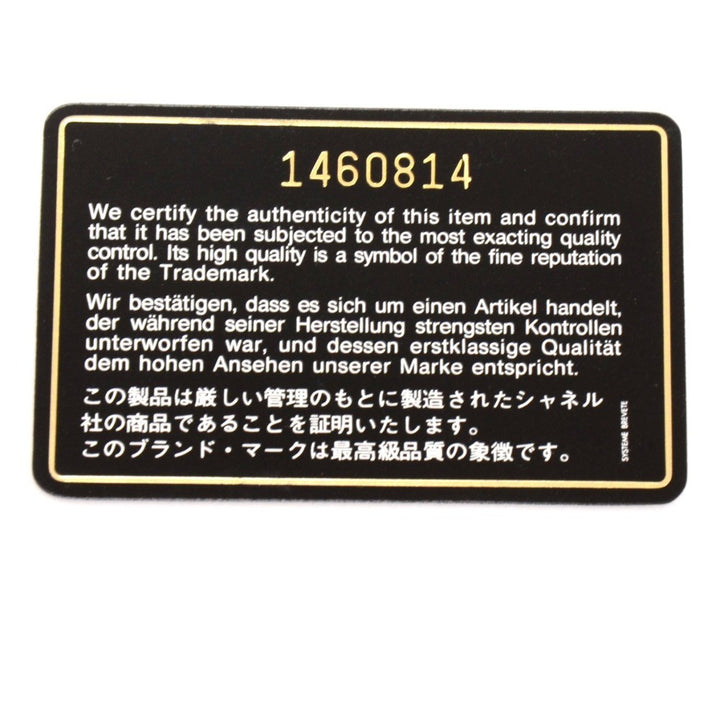 1460814
We certify the authenticity of this item and confirm
that it has been subjected to the most exacting quality
control. Its high quality is a symbol of the fine reputation
of the Trademark.
Wir bestätigen, dass es sich um einen Artikel handelt,
der während seiner Herstellung strengsten Kontrollen
unterworfen war, und dessen erstklassige Qualität
dem hohen Ansehen unserer Marke entspricht.
この製品は厳しい管理のもとに製造されたシャネル
社の商品であることを証明いたします。
このブランド・マークは最高級品質の象徴です。
SYSTEME BREVETE